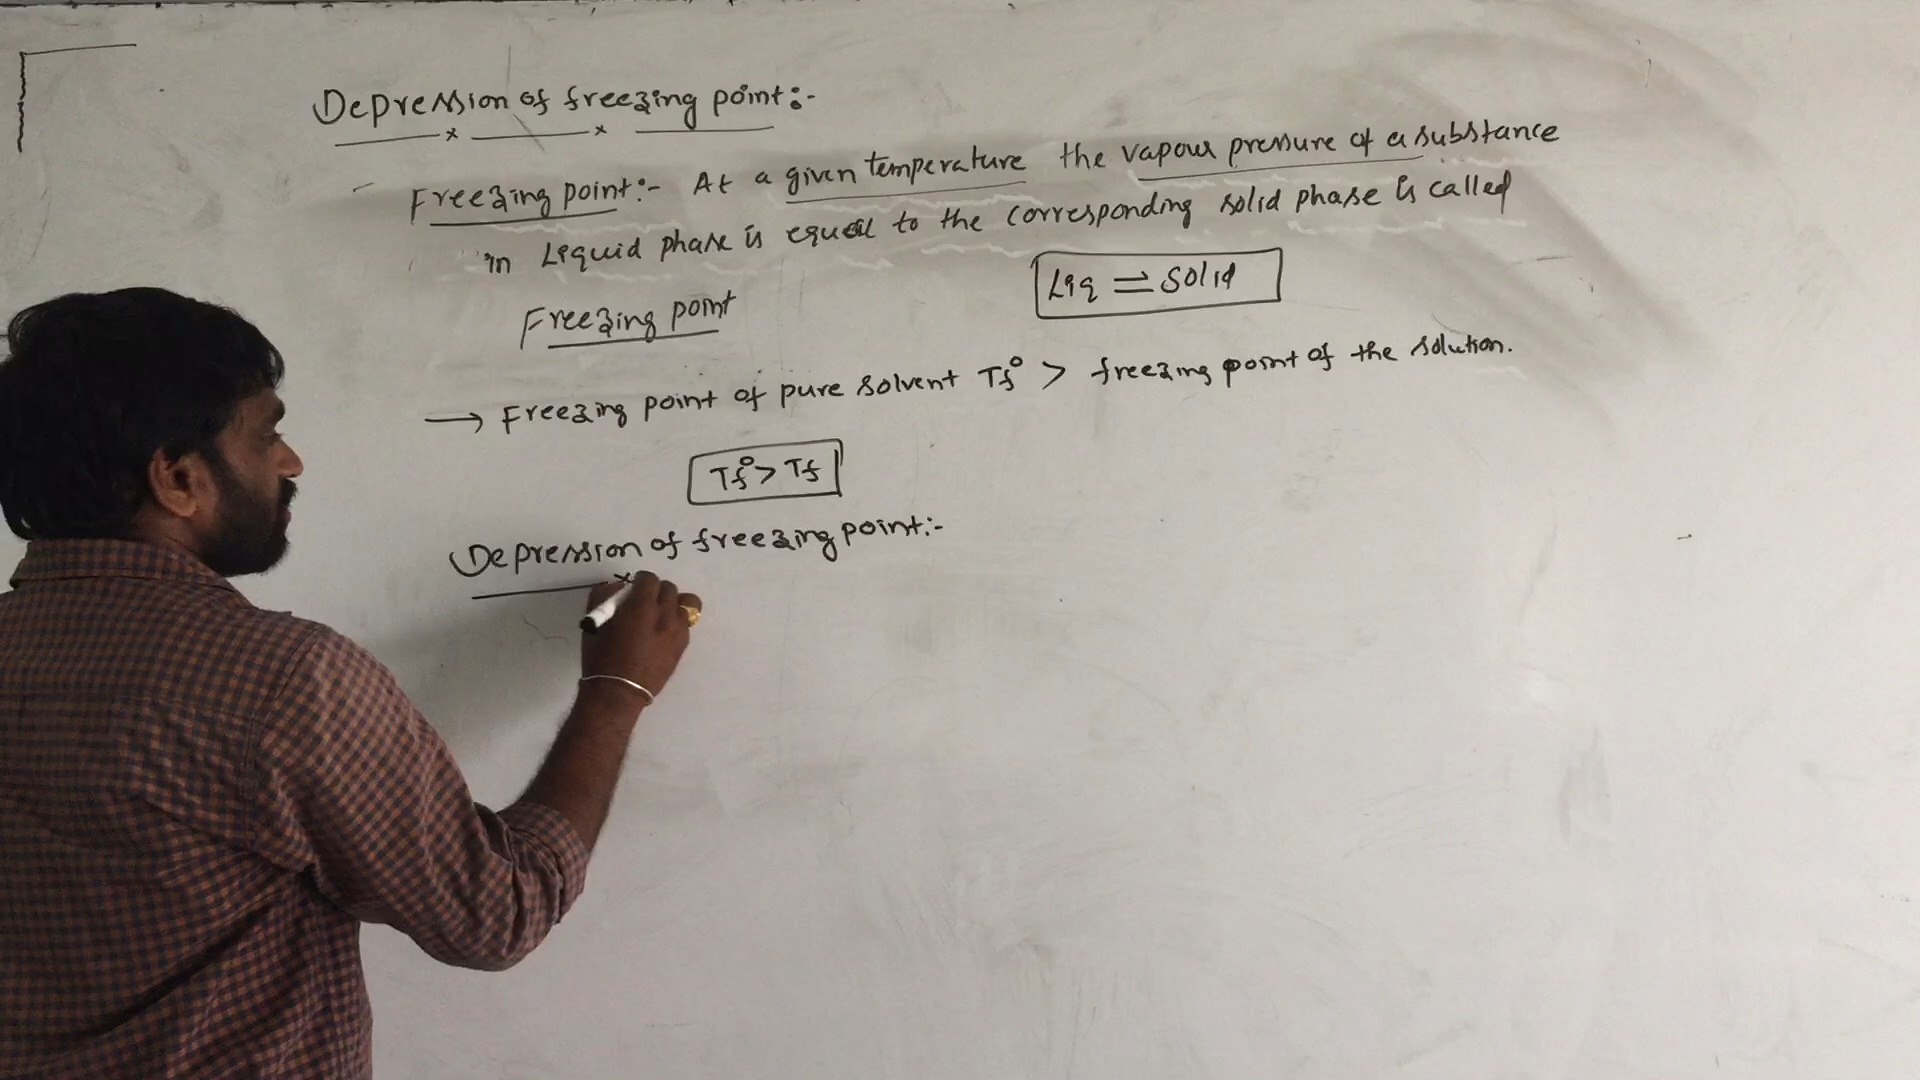 Depression of freezing point:-
Freezing point:- At a given temperature the vapour pressure of a substance
in Liquid phase is equal to the corresponding solid phase is called
Freezing point
Liq ⇌ Solid
→ Freezing point of pure solvent Tf° > freezing point of the solution.
Tf° > Tf
Depression of freezing point:-